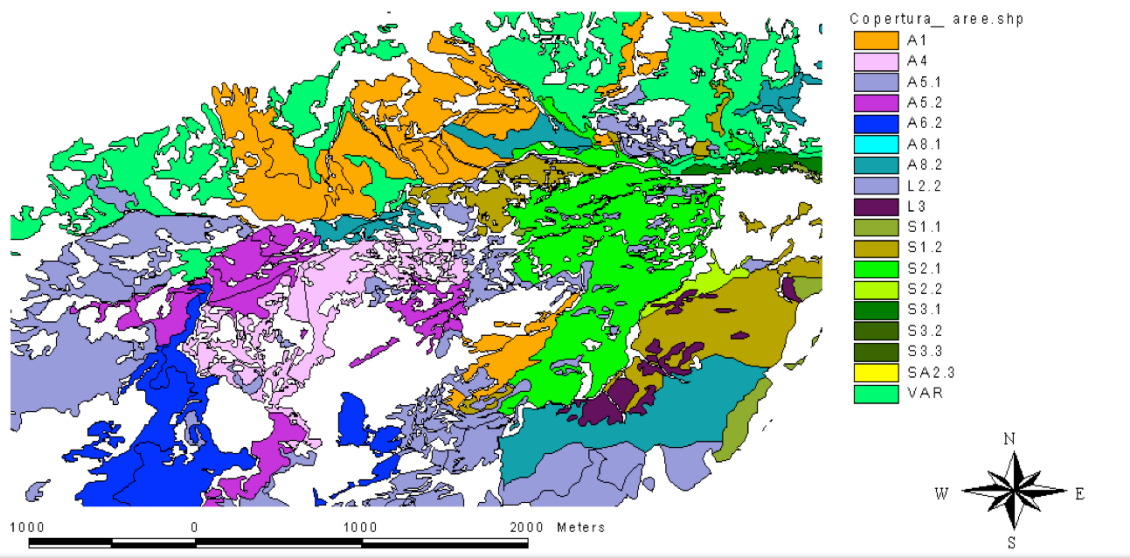 Copertura_ aree.shp
A1
A4
A5.1
A5.2
A6.2
A8.1
A8.2
L2.2
L3
S1.1
S1.2
S2.1
S2.2
S3.1
S3.2
S3.3
SA2.3
VAR
N
W E
S
1000 0 1000 2000 Meters